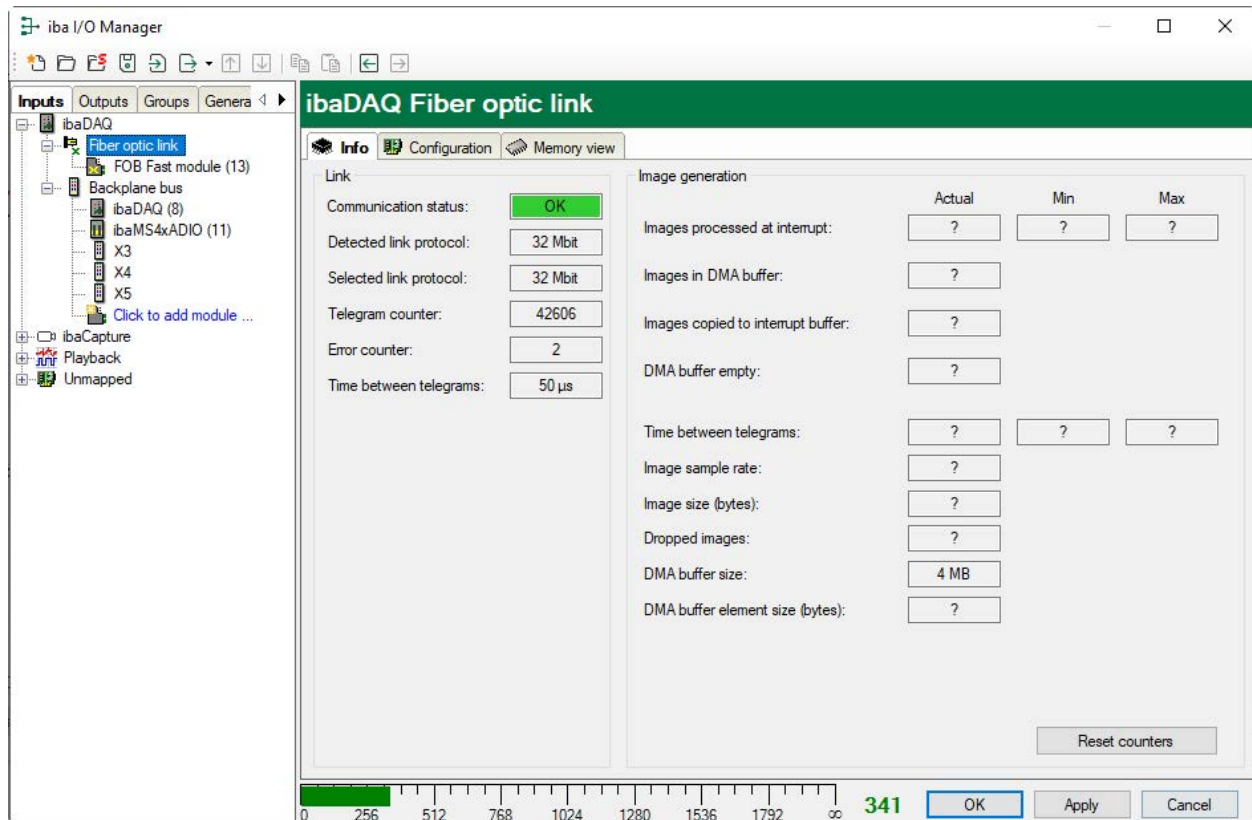 iba I/O Manager
Inputs Outputs Groups Genera
ibaDAQ
Fiber optic link
FOB Fast module (13)
Backplane bus
ibaDAQ (8)
ibaMS4xADIO (11)
X3
X4
X5
Click to add module ...
ibaCapture
Playback
Unmapped
ibaDAQ Fiber optic link
Info Configuration Memory view
Link
Communication status: OK
Detected link protocol: 32 Mbit
Selected link protocol: 32 Mbit
Telegram counter: 42606
Error counter: 2
Time between telegrams: 50 µs
Image generation
Actual Min Max
Images processed at interrupt: ? ? ?
Images in DMA buffer: ?
Images copied to interrupt buffer: ?
DMA buffer empty: ?
Time between telegrams: ? ? ?
Image sample rate: ?
Image size (bytes): ?
Dropped images: ?
DMA buffer size: 4 MB
DMA buffer element size (bytes): ?
Reset counters
0 256 512 768 1024 1280 1536 1792 ∞
341
OK Apply Cancel